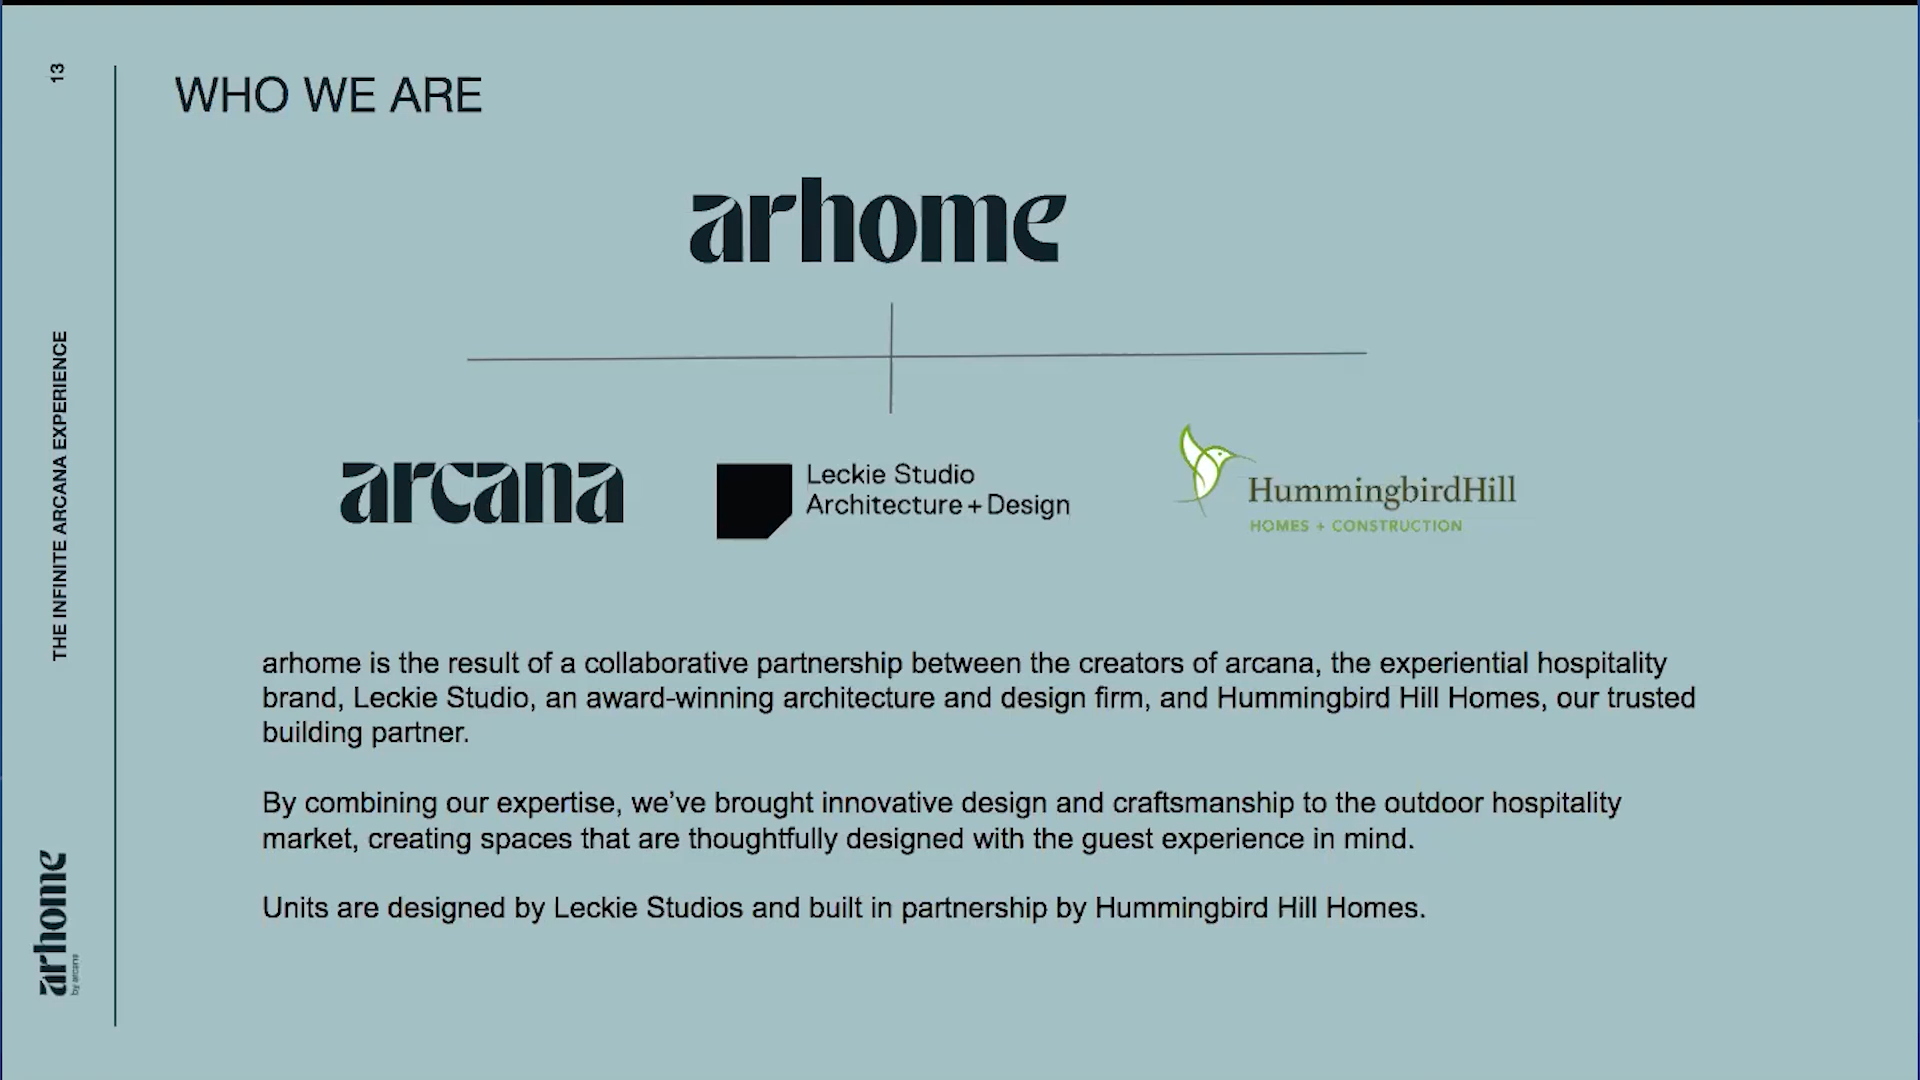 13
WHO WE ARE
arhome
arcana
Leckie Studio
Architecture + Design
HummingbirdHill
HOMES + CONSTRUCTION
THE INFINITE ARCANA EXPERIENCE
arhome is the result of a collaborative partnership between the creators of arcana, the experiential hospitality
brand, Leckie Studio, an award-winning architecture and design firm, and Hummingbird Hill Homes, our trusted
building partner.
By combining our expertise, we’ve brought innovative design and craftsmanship to the outdoor hospitality
market, creating spaces that are thoughtfully designed with the guest experience in mind.
Units are designed by Leckie Studios and built in partnership by Hummingbird Hill Homes.
arhome
by arcana